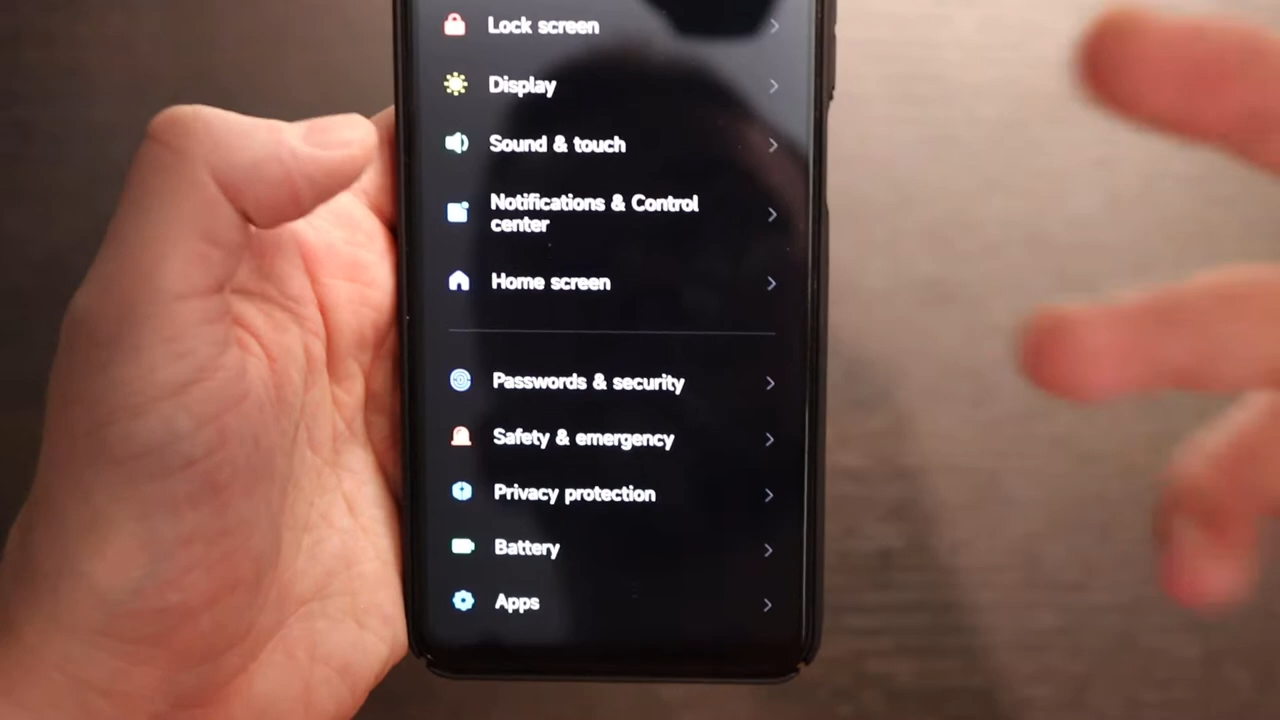 Lock screen
Display
Sound & touch
Notifications & Control
center
Home screen
Passwords & security
Safety & emergency
Privacy protection
Battery
Apps